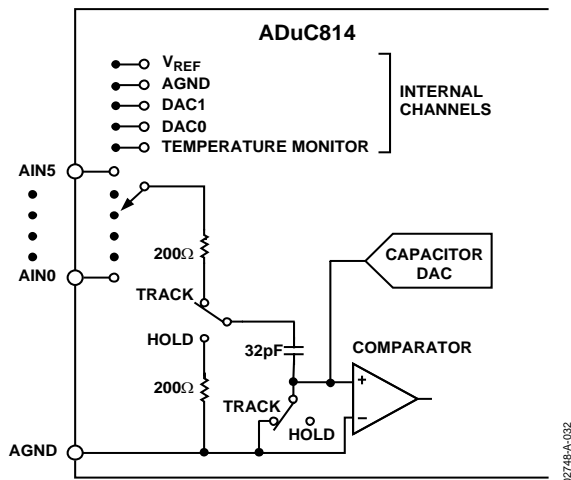 ADuC814
VREF
AGND
DAC1
DAC0
TEMPERATURE MONITOR
INTERNAL
CHANNELS
AIN5
AIN0
200Ω
TRACK
HOLD
200Ω
32pF
CAPACITOR
DAC
COMPARATOR
+
–
TRACK
HOLD
AGND
02748-A-032